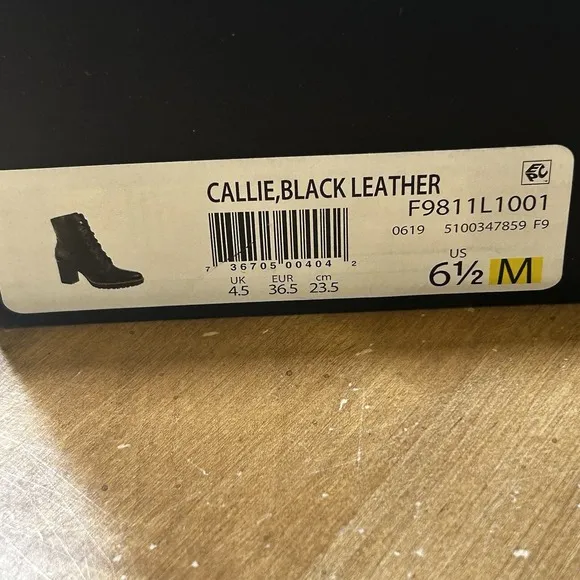 CALLIE,BLACK LEATHER
F9811L1001
0619 5100347859 F9
7 36705 00404 2
UK EUR cm
4.5 36.5 23.5
US
6½ M